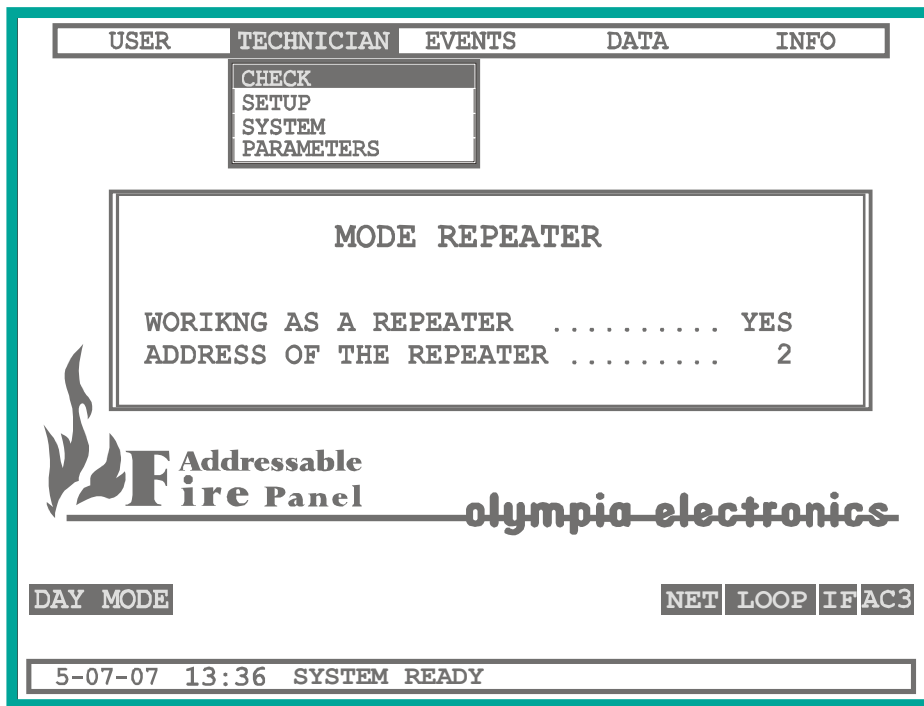 USER TECHNICIAN EVENTS DATA INFO
CHECK
SETUP
SYSTEM
PARAMETERS
MODE REPEATER
WORIKNG AS A REPEATER .......... YES
ADDRESS OF THE REPEATER ......... 2
Addressable
Fire Panel
olympia electronics
DAY MODE NET LOOP IF AC3
5-07-07 13:36 SYSTEM READY